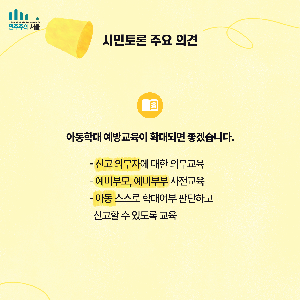 민주주의 서울
시민토론 주요 의견
아동학대 예방교육이 확대되면 좋겠습니다.
- 신고 의무자에 대한 의무교육
- 예비부모, 예비부부 사전교육
- 아동 스스로 학대여부 판단하고
신고할 수 있도록 교육